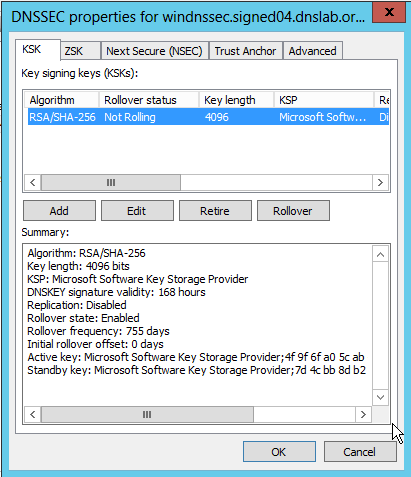 DNSSEC properties for windnssec.signed04.dnslab.or...
KSK ZSK Next Secure (NSEC) Trust Anchor Advanced
Key signing keys (KSKs):
Algorithm Rollover status Key length KSP Re
RSA/SHA-256 Not Rolling 4096 Microsoft Softw... Di
Add Edit Retire Rollover
Summary:
Algorithm: RSA/SHA-256
Key length: 4096 bits
KSP: Microsoft Software Key Storage Provider
DNSKEY signature validity: 168 hours
Replication: Disabled
Rollover state: Enabled
Rollover frequency: 755 days
Initial rollover offset: 0 days
Active key: Microsoft Software Key Storage Provider;4f 9f 6f a0 5c ab
Standby key: Microsoft Software Key Storage Provider;7d 4c bb 8d b2
OK Cancel